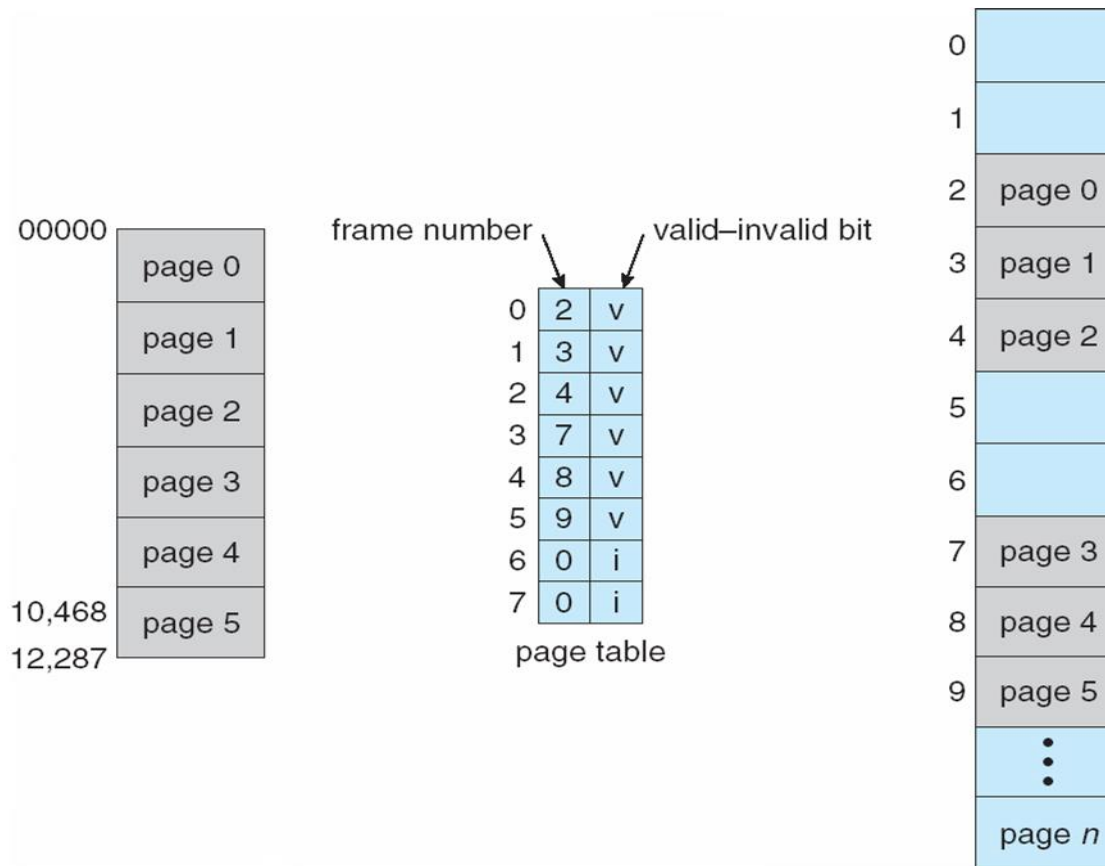 00000
page 0
page 1
page 2
page 3
page 4
10,468
page 5
12,287
frame number
valid–invalid bit
0 2 v
1 3 v
2 4 v
3 7 v
4 8 v
5 9 v
6 0 i
7 0 i
page table
0
1
2 page 0
3 page 1
4 page 2
5
6
7 page 3
8 page 4
9 page 5
page n